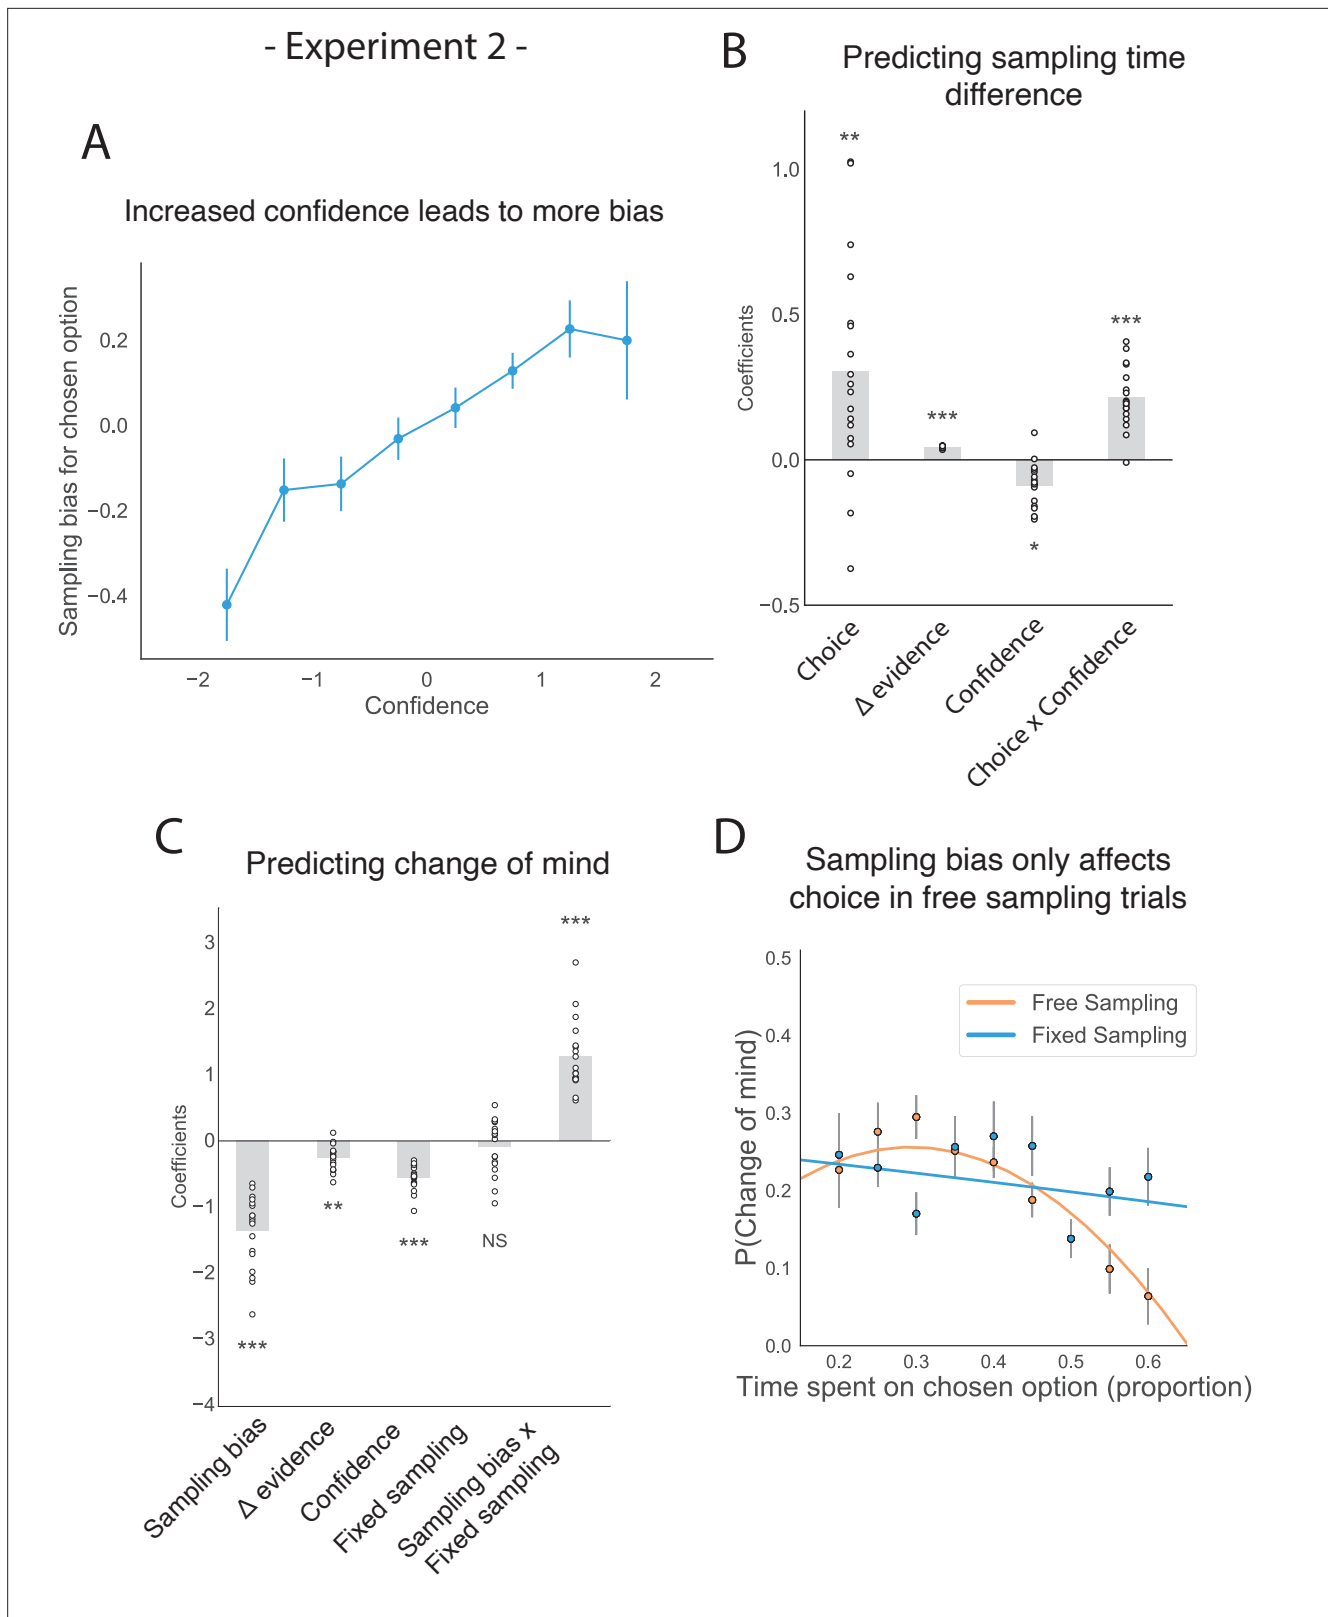 - Experiment 2 -
A
Increased confidence leads to more bias
Sampling bias for chosen option
0.2
0.0
−0.2
−0.4
−2
−1
0
1
2
Confidence
B
Predicting sampling time
difference
Coefficients
1.0
0.5
0.0
−0.5
**
***
*
***
Choice
Δ evidence
Confidence
Choice x Confidence
C
Predicting change of mind
Coefficients
3
2
1
0
−1
−2
−3
−4
***
**
***
NS
***
Sampling bias
Δ evidence
Confidence
Fixed sampling
Sampling bias x
Fixed sampling
D
Sampling bias only affects
choice in free sampling trials
P(Change of mind)
0.5
0.4
0.3
0.2
0.1
0.0
Free Sampling
Fixed Sampling
0.2
0.3
0.4
0.5
0.6
Time spent on chosen option (proportion)